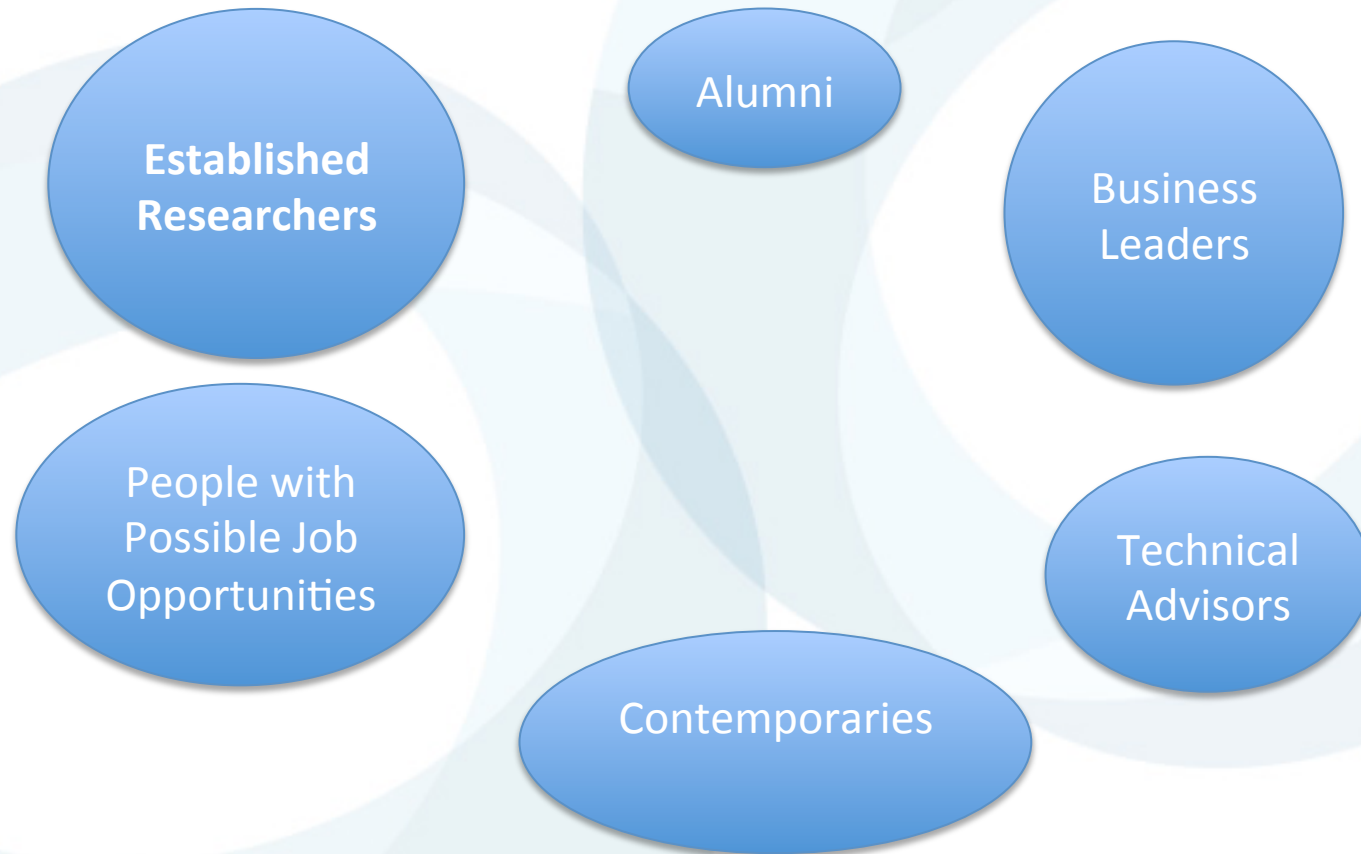 Established
Researchers
Alumni
Business
Leaders
People with
Possible Job
Opportunities
Technical
Advisors
Contemporaries